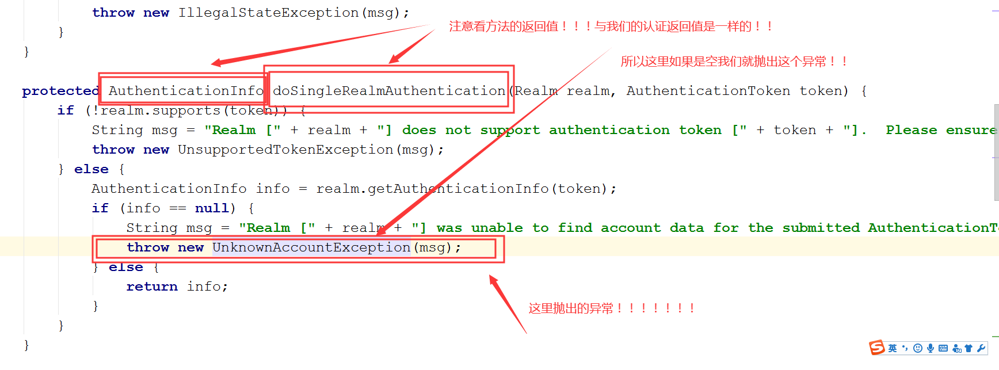 throw new IllegalStateException(msg);
}
}
注意看方法的返回值！！！与我们的认证返回值是一样的！！
所以这里如果是空我们就抛出这个异常！！
protected AuthenticationInfo doSingleRealmAuthentication(Realm realm, AuthenticationToken token) {
if (!realm.supports(token)) {
String msg = "Realm [" + realm + "] does not support authentication token [" + token + "].  Please ensure
throw new UnsupportedTokenException(msg);
} else {
AuthenticationInfo info = realm.getAuthenticationInfo(token);
if (info == null) {
String msg = "Realm [" + realm + "] was unable to find account data for the submitted AuthenticationT
throw new UnknownAccountException(msg);
} else {
return info;
}
这里抛出的异常！！！！！！！
}
}
英